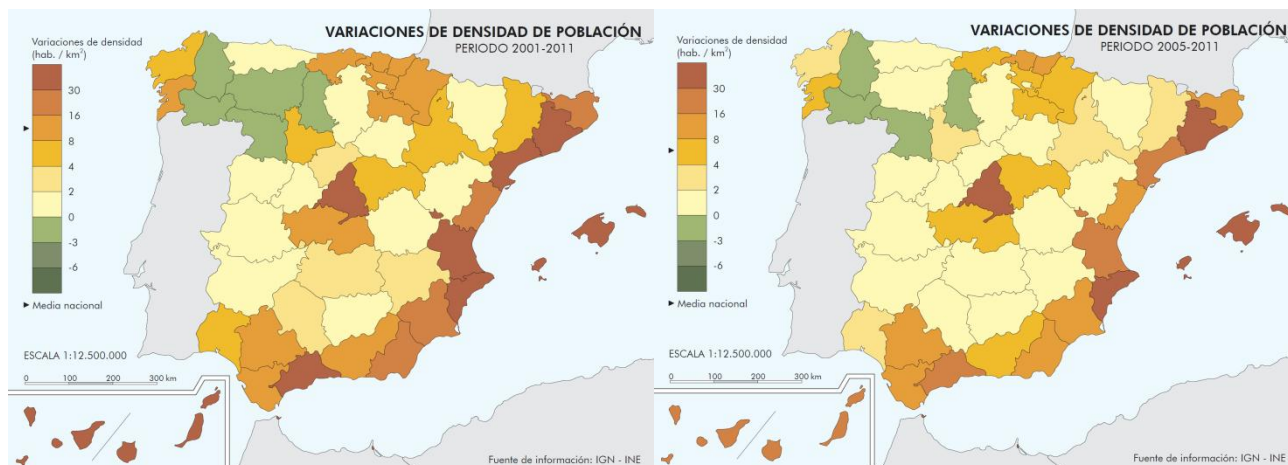 VARIACIONES DE DENSIDAD DE POBLACIÓN
PERIODO 2001-2011
Variaciones de densidad
(hab. / km²)
30
16
8
4
2
0
-3
-6
Media nacional
ESCALA 1:12.500.000
0 100 200 300 km
Fuente de información: IGN - INE
VARIACIONES DE DENSIDAD DE POBLACIÓN
PERIODO 2005-2011
Variaciones de densidad
(hab. / km²)
30
16
8
4
2
0
-3
-6
Media nacional
ESCALA 1:12.500.000
0 100 200 300 km
Fuente de información: IGN - INE